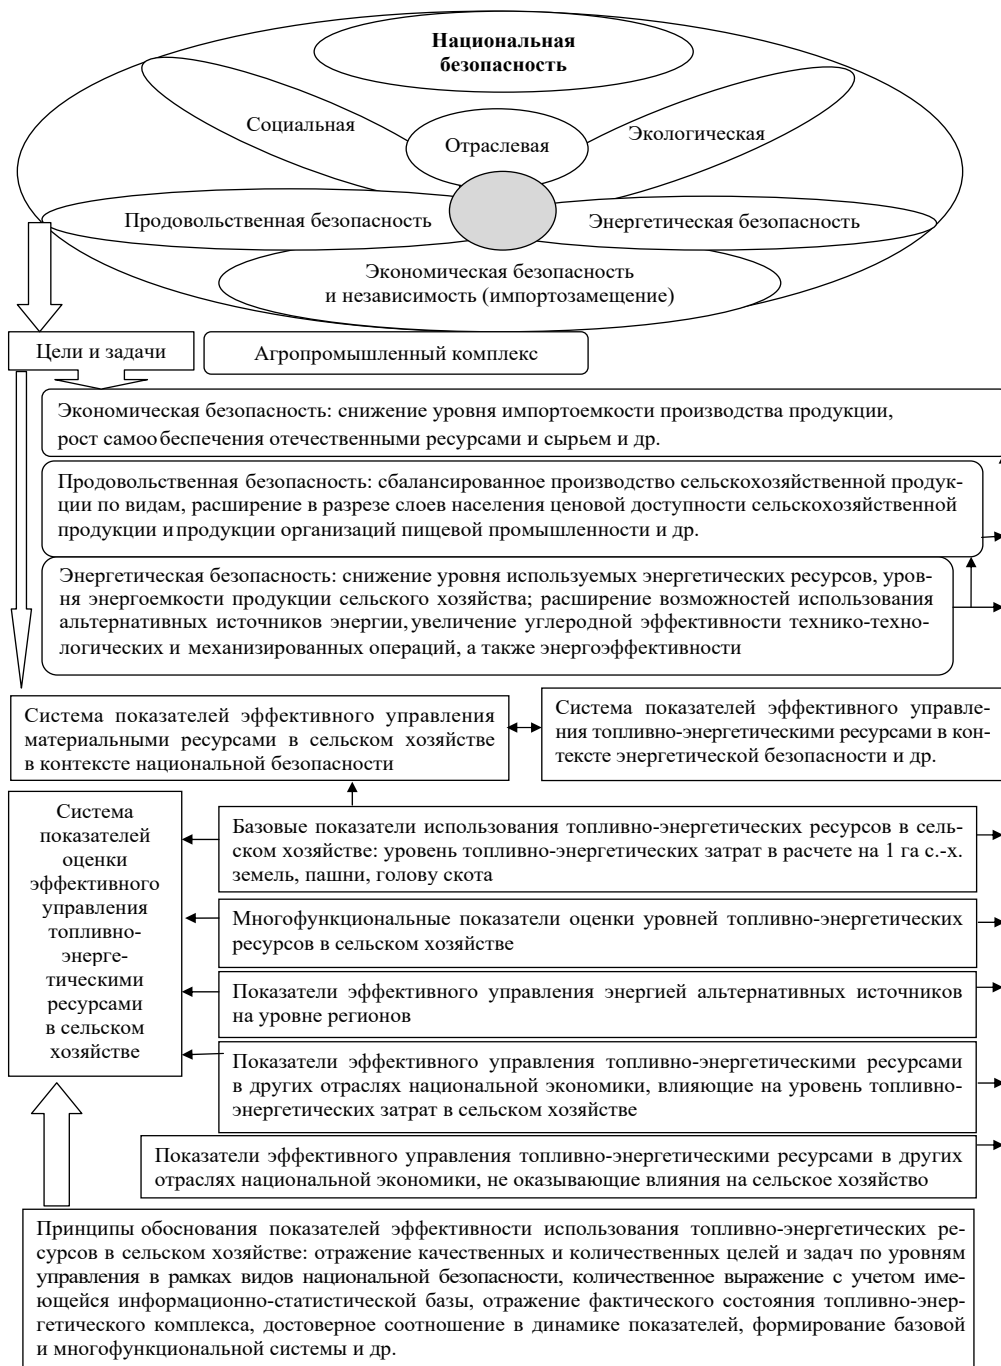 Национальная
безопасность
Социальная
Отраслевая
Экологическая
Продовольственная безопасность
Энергетическая безопасность
Экономическая безопасность
и независимость (импортозамещение)
Цели и задачи
Агропромышленный комплекс
Экономическая безопасность: снижение уровня импортоемкости производства продукции,
рост самообеспечения отечественными ресурсами и сырьем и др.
Продовольственная безопасность: сбалансированное производство сельскохозяйственной продук-
ции по видам, расширение в разрезе слоев населения ценовой доступности сельскохозяйственной
продукции и продукции организаций пищевой промышленности и др.
Энергетическая безопасность: снижение уровня используемых энергетических ресурсов, уров-
ня энергоемкости продукции сельского хозяйства; расширение возможностей использования
альтернативных источников энергии, увеличение углеродной эффективности технико-техно-
логических и механизированных операций, а также энергоэффективности
Система показателей эффективного управления
материальными ресурсами в сельском хозяйстве
в контексте национальной безопасности
Система показателей эффективного управле-
ния топливно-энергетическими ресурсами в кон-
тексте энергетической безопасности и др.
Система
показателей
оценки
эффективного
управления
топливно-
энерге-
тическими
ресурсами
в сельском
хозяйстве
Базовые показатели использования топливно-энергетических ресурсов в сель-
ском хозяйстве: уровень топливно-энергетических затрат в расчете на 1 га с.-х.
земель, пашни, голову скота
Многофункциональные показатели оценки уровней топливно-энергетических
ресурсов в сельском хозяйстве
Показатели эффективного управления энергией альтернативных источников
на уровне регионов
Показатели эффективного управления топливно-энергетическими ресурсами
в других отраслях национальной экономики, влияющие на уровень топливно-
энергетических затрат в сельском хозяйстве
Показатели эффективного управления топливно-энергетическими ресурсами в других
отраслях национальной экономики, не оказывающие влияния на сельское хозяйство
Принципы обоснования показателей эффективности использования топливно-энергетических ре-
сурсов в сельском хозяйстве: отражение качественных и количественных целей и задач по уровням
управления в рамках видов национальной безопасности, количественное выражение с учетом име-
ющейся информационно-статистической базы, отражение фактического состояния топливно-энер-
гетического комплекса, достоверное соотношение в динамике показателей, формирование базовой
и многофункциональной системы и др.